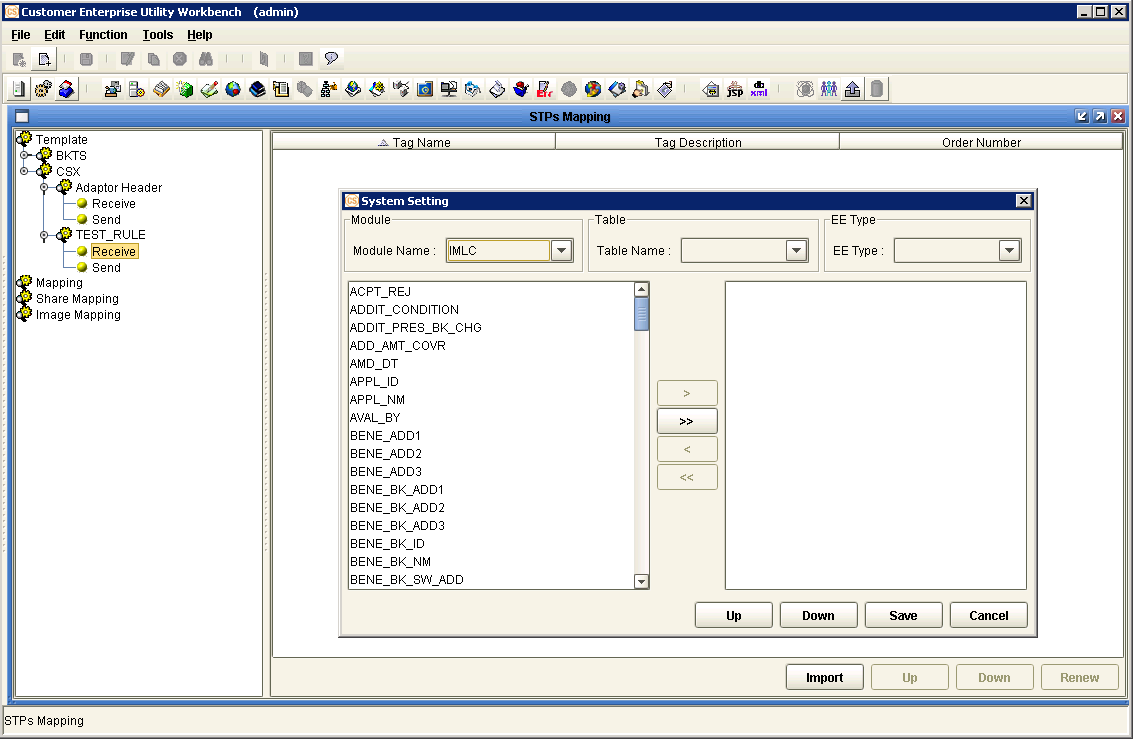 CS Customer Enterprise Utility Workbench (admin)
File Edit Function Tools Help
jsp xml
STPs Mapping
Template
BKTS
CSX
Adaptor Header
Receive
Send
TEST_RULE
Receive
Send
Mapping
Share Mapping
Image Mapping
Tag Name Tag Description Order Number
CS System Setting
Module Table EE Type
Module Name : IMLC Table Name : EE Type :
ACPT_REJ
ADDIT_CONDITION
ADDIT_PRES_BK_CHG
ADD_AMT_COVR
AMD_DT
APPL_ID
APPL_NM
AVAL_BY
BENE_ADD1
BENE_ADD2
BENE_ADD3
BENE_BK_ADD1
BENE_BK_ADD2
BENE_BK_ADD3
BENE_BK_ID
BENE_BK_NM
BENE_BK_SW_ADD
>
>>
<
<<
Up Down Save Cancel
Import Up Down Renew
STPs Mapping